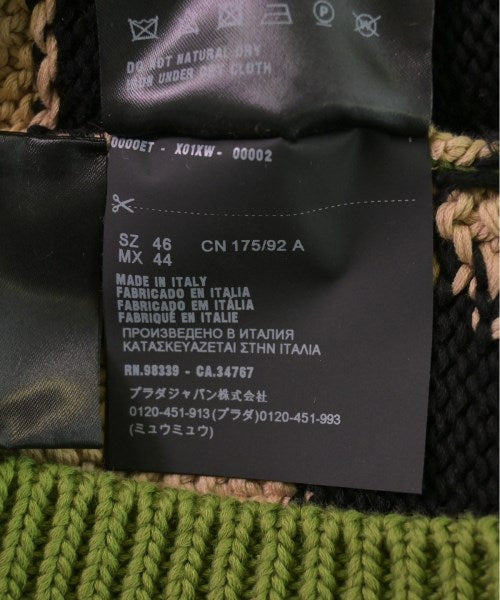 DO NOT NATURAL DRY
IRON UNDER DRY CLOTH
0000ET - X01XW - 00002
SZ 46 CN 175/92 A
MX 44
MADE IN ITALY
FABRICADO EN ITALIA
FABRICADO EM ITÁLIA
FABRIQUÉ EN ITALIE
ПРОИЗВЕДЕНО В ИТАЛИЯ
ΚΑΤΑΣΚΕΥΑΖΕΤΑΙ ΣΤΗΝ ΙΤΑΛΙΑ
RN.98339 - CA.34767
プラダジャパン株式会社
0120-451-913(プラダ)0120-451-993
(ミュウミュウ)